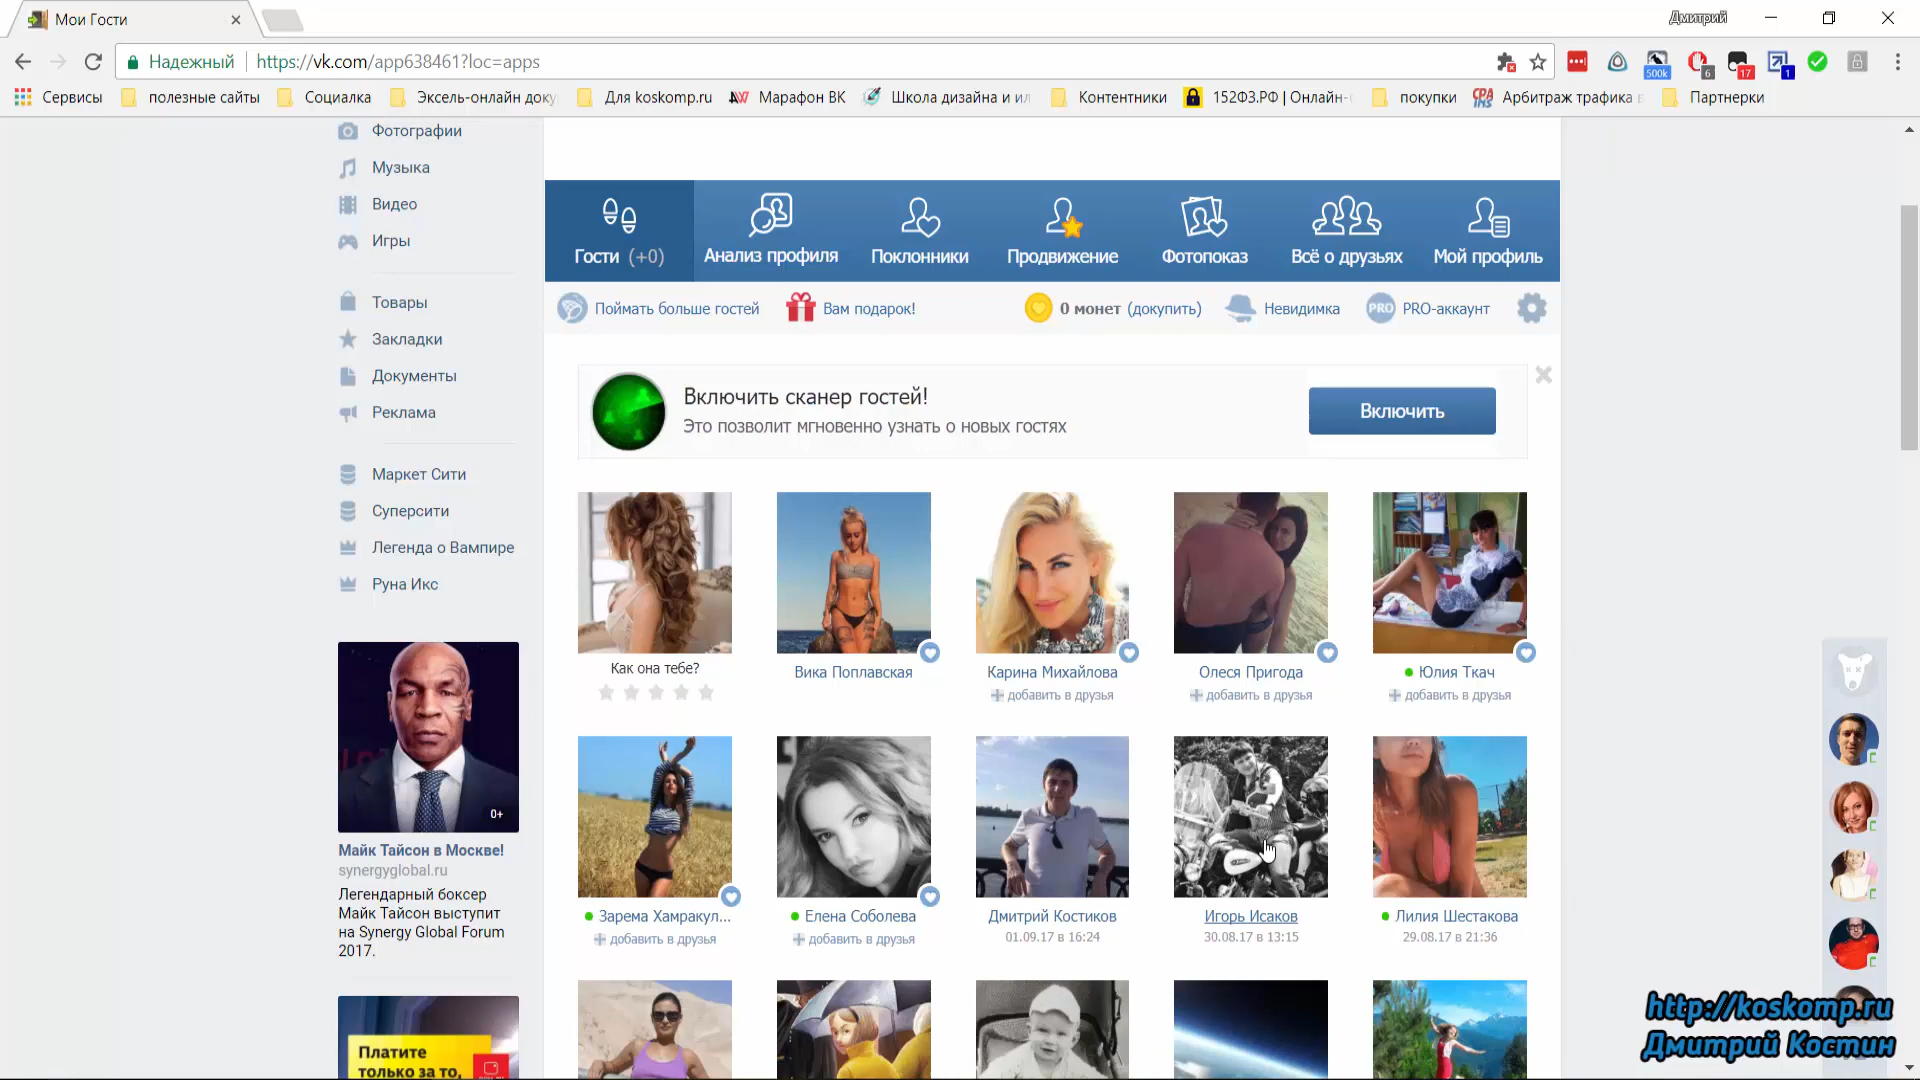 Мои Гости
Дмитрий
Надежный
https://vk.com/app638461?loc=apps
500k
6
17
1
Сервисы
полезные сайты
Социалка
Эксель-онлайн доку
Для koskomp.ru
Марафон ВК
Школа дизайна и ил
Контентники
152ФЗ.РФ | Онлайн-
покупки
Арбитраж трафика в
Партнерки
Фотографии
Музыка
Видео
Игры
Товары
Закладки
Документы
Реклама
Маркет Сити
Суперсити
Легенда о Вампире
Руна Икс
0+
Майк Тайсон в Москве!
synergyglobal.ru
Легендарный боксер
Майк Тайсон выступит
на Synergy Global Forum
2017.
Платите
только за то,
Гости (+0)
Анализ профиля
Поклонники
Продвижение
Фотопоказ
Всё о друзьях
Мой профиль
Поймать больше гостей
Вам подарок!
0 монет (докупить)
Невидимка
PRO
PRO-аккаунт
Включить сканер гостей!
Это позволит мгновенно узнать о новых гостях
Включить
Как она тебе?
Вика Поплавская
Карина Михайлова
добавить в друзья
Олеся Пригода
добавить в друзья
Юлия Ткач
добавить в друзья
Зарема Хамракул...
добавить в друзья
Елена Соболева
добавить в друзья
Дмитрий Костиков
01.09.17 в 16:24
Игорь Исаков
30.08.17 в 13:15
Лилия Шестакова
29.08.17 в 21:36
http://koskomp.ru
Дмитрий Костин